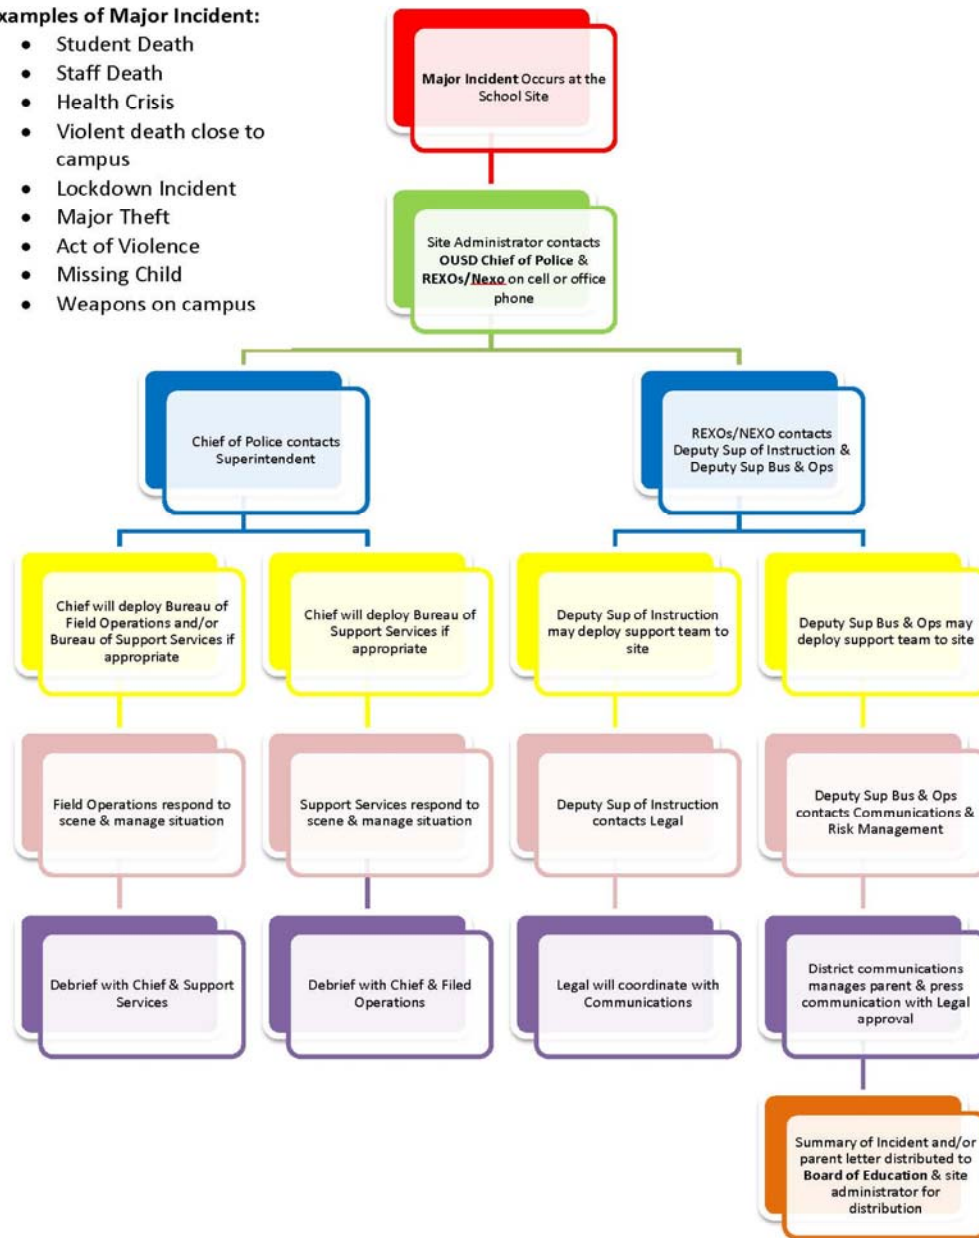 xamples of Major Incident:
• Student Death
• Staff Death
• Health Crisis
• Violent death close to
campus
• Lockdown Incident
• Major Theft
• Act of Violence
• Missing Child
• Weapons on campus
Major Incident Occurs at the
School Site
Site Administrator contacts
OUSD Chief of Police &
REXOs/Nexo on cell or office
phone
Chief of Police contacts
Superintendent
REXOs/NEXO contacts
Deputy Sup of Instruction &
Deputy Sup Bus & Ops
Chief will deploy Bureau of
Field Operations and/or
Bureau of Support Services if
appropriate
Chief will deploy Bureau of
Support Services if
appropriate
Deputy Sup of Instruction
may deploy support team to
site
Deputy Sup Bus & Ops may
deploy support team to site
Field Operations respond to
scene & manage situation
Support Services respond to
scene & manage situation
Deputy Sup of Instruction
contacts Legal
Deputy Sup Bus & Ops
contacts Communications &
Risk Management
Debrief with Chief & Support
Services
Debrief with Chief & Filed
Operations
Legal will coordinate with
Communications
District communications
manages parent & press
communication with Legal
approval
Summary of Incident and/or
parent letter distributed to
Board of Education & site
administrator for
distribution